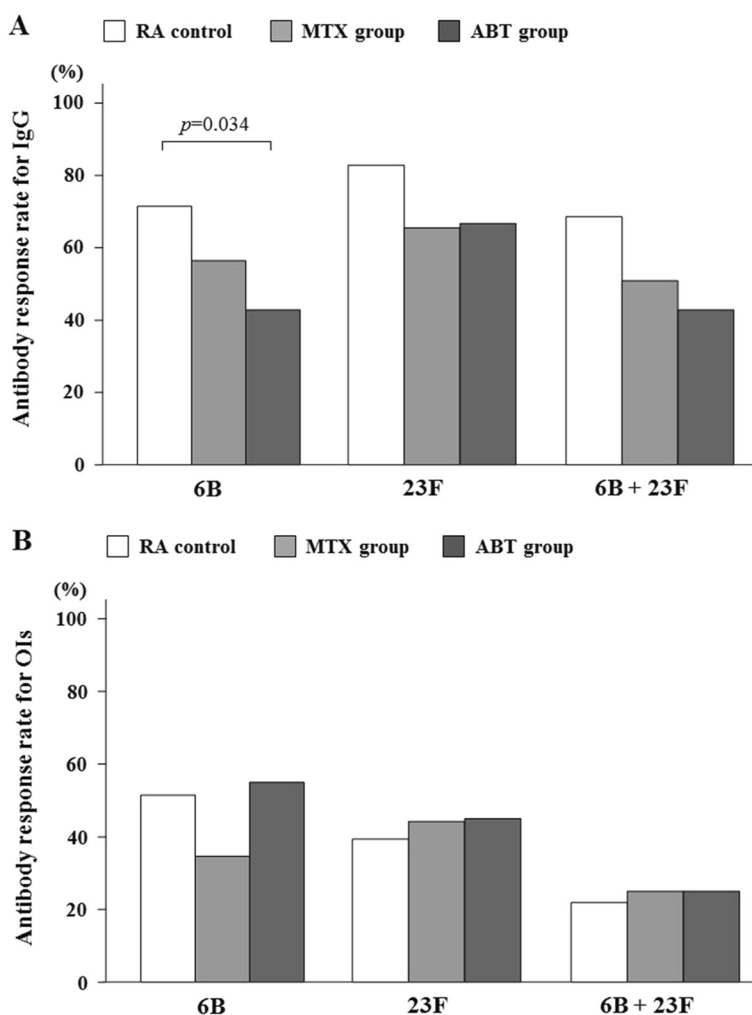 A
RA control MTX group ABT group
(%)
Antibody response rate for IgG
100
80
60
40
20
0
p=0.034
6B 23F 6B + 23F
B
RA control MTX group ABT group
(%)
Antibody response rate for OIs
100
80
60
40
20
0
6B 23F 6B + 23F